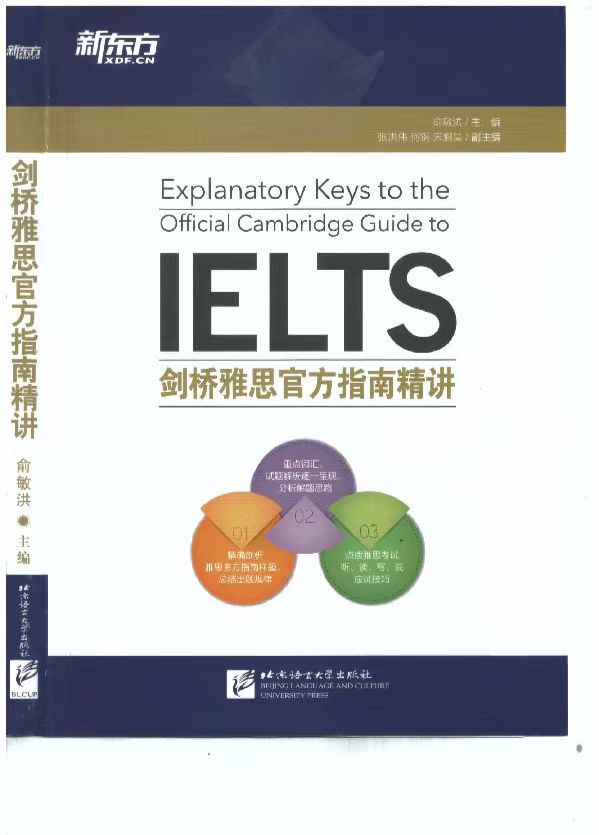 新东方
XDF.CN
俞敏洪/主 编
张洪伟 何钢 宋鹏昊/副主编
Explanatory Keys to the
Official Cambridge Guide to
IELTS
剑桥雅思官方指南精讲
重点词汇、
试题解析逐一呈现,
分析解题思路
02
01
精确剖析
雅思官方指南样题,
总结出题规律
03
点拨雅思考试
听、读、写、说
应试技巧
北京语言大学出版社
BEIJING LANGUAGE AND CULTURE
UNIVERSITY PRESS
新东方
XDF.CN
剑桥雅思官方指南精讲
俞敏洪 主编
北京语言大学出版社
BLCUP